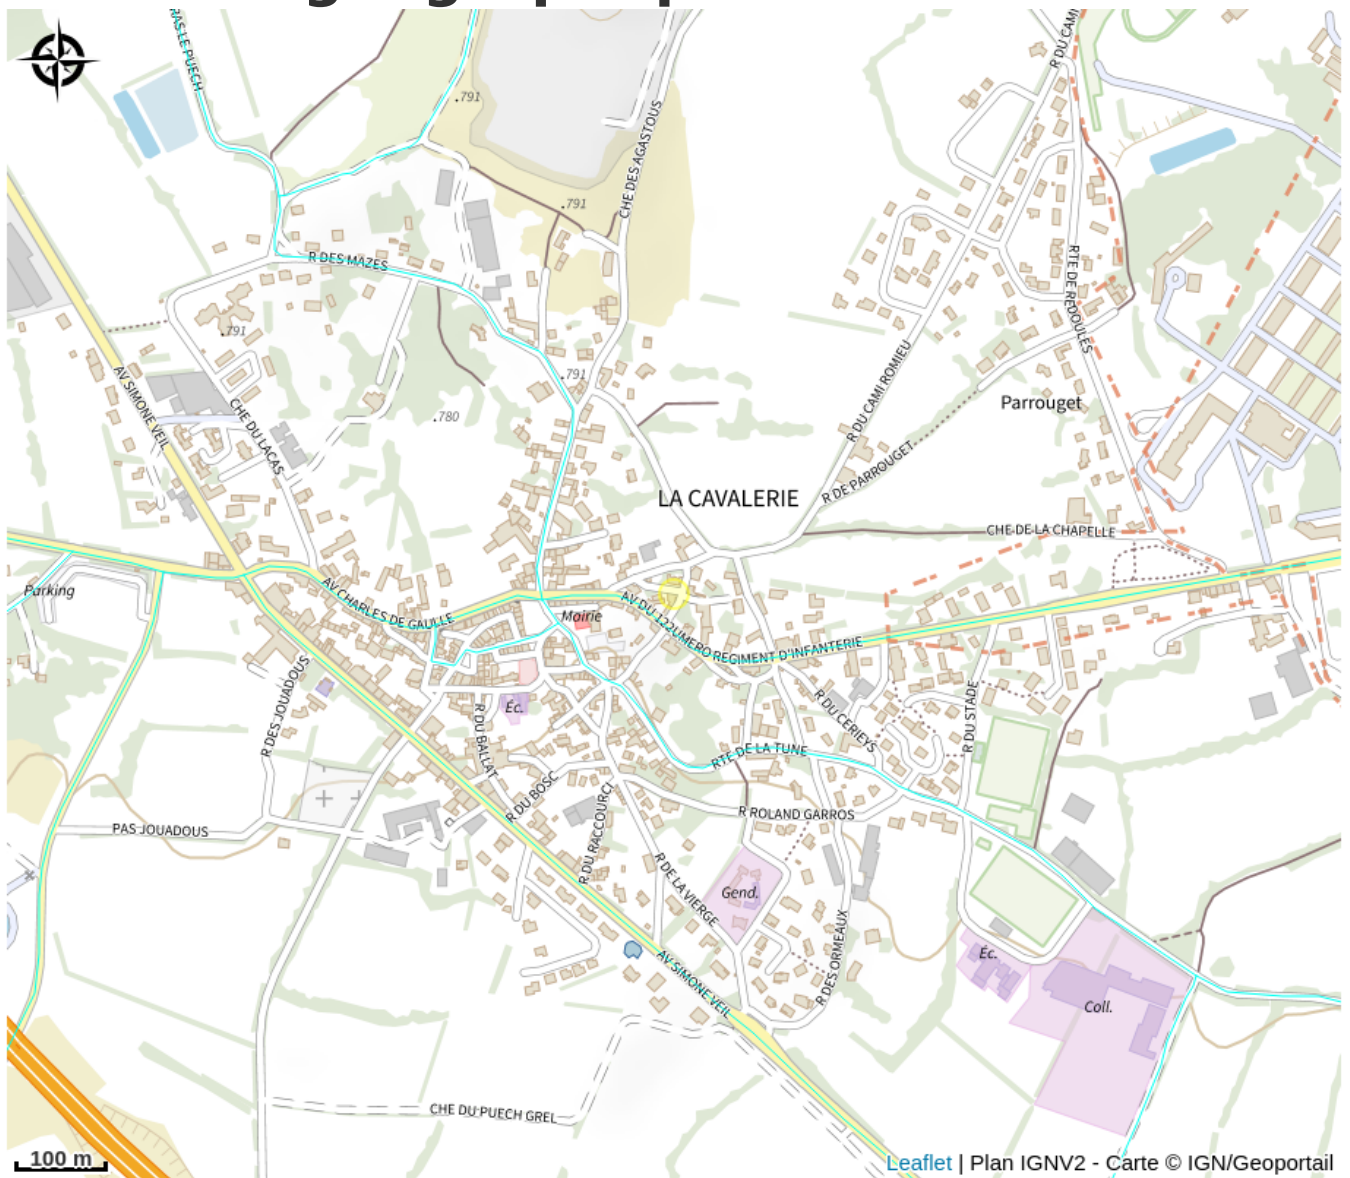 RAS LE PUECH
R DU CAMI
.791
CHE DES AGASTOUS
.791
R DES MAZES
RTE DE REDOULES
.791
AV SIMONE VEIL
.791
R DU CAMI ROMIEU
CHE DU LACAS
.780
Parrouget
R DE PARROUGET
LA CAVALERIE
CHE DE LA CHAPELLE
Parking
AV CHARLES DE GAULLE
Mairie
AV DU 122UMERO REGIMENT D'INFANTERIE
R DES JOUADOUS
Éc.
R DU BALLAT
R DU CERIEYS
R DU STADE
RTE DE LA TUNE
R DU BOSC
R DU RACCOURCI
R ROLAND GARROS
PAS JOUADOUS
R DE LA VIERGE
Gend.
R DES ORMEAUX
AV SIMONE VEIL
Éc.
Coll.
CHE DU PUECH GREL
100 m
Leaflet | Plan IGNV2 - Carte © IGN/Geoportail